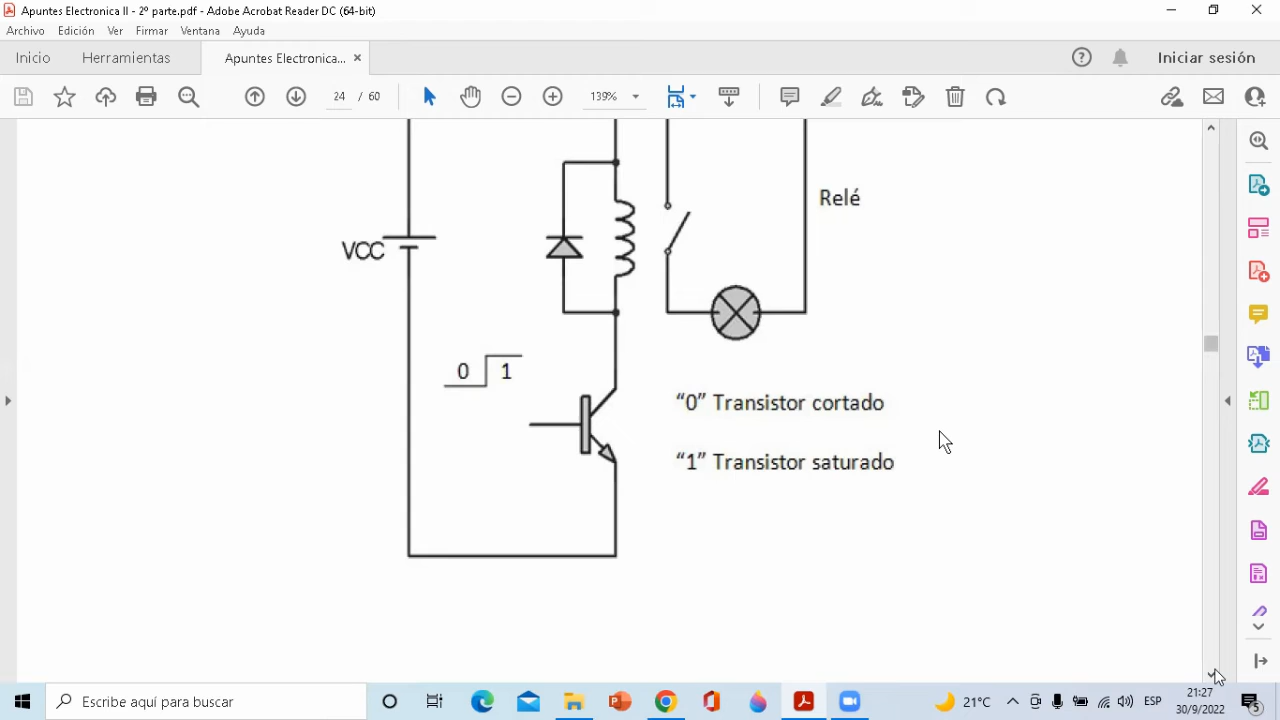 Apuntes Electronica II - 2º parte.pdf - Adobe Acrobat Reader DC (64-bit)
Archivo Edición Ver Firmar Ventana Ayuda
Inicio Herramientas Apuntes Electronica... × Iniciar sesión
24 / 60 139%
Relé
VCC
0 1
“0” Transistor cortado
“1” Transistor saturado
Escribe aquí para buscar 21°C ESP 21:27
30/9/2022 5